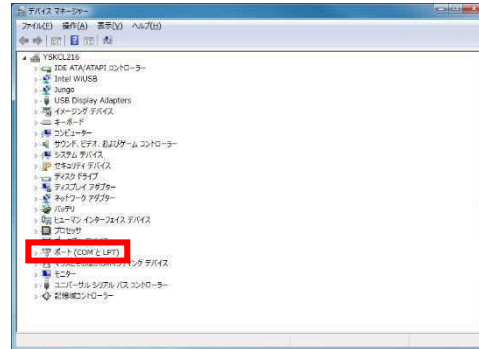 デバイス マネージャー
ファイル(F) 操作(A) 表示(V) ヘルプ(H)
YSKCL216
IDE ATA/ATAPI コントローラー
Intel WiUSB
Jungo
USB Display Adapters
イメージング デバイス
キーボード
コンピューター
サウンド、ビデオ、およびゲーム コントローラー
システム デバイス
セキュリティ デバイス
ディスク ドライブ
ディスプレイ アダプター
ネットワーク アダプター
バッテリ
ヒューマン インターフェイス デバイス
プロセッサ
ポート (COM と LPT)
マウスとそのほかのポインティング デバイス
モニター
ユニバーサル シリアル バス コントローラー
記憶域コントローラー